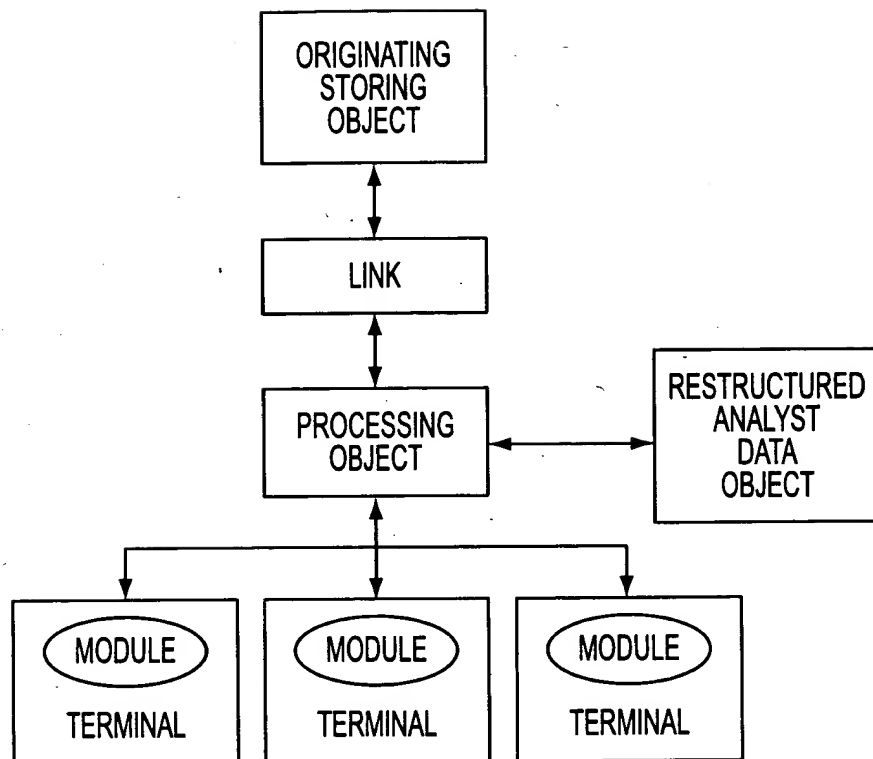 ORIGINATING
STORING
OBJECT
LINK
PROCESSING
OBJECT
RESTRUCTURED
ANALYST
DATA
OBJECT
MODULE
TERMINAL
MODULE
TERMINAL
MODULE
TERMINAL